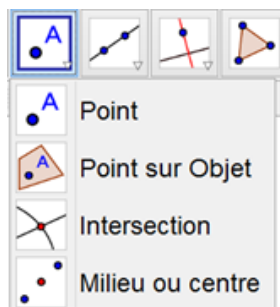 A
A
Point
A
Point sur Objet
Intersection
Milieu ou centre